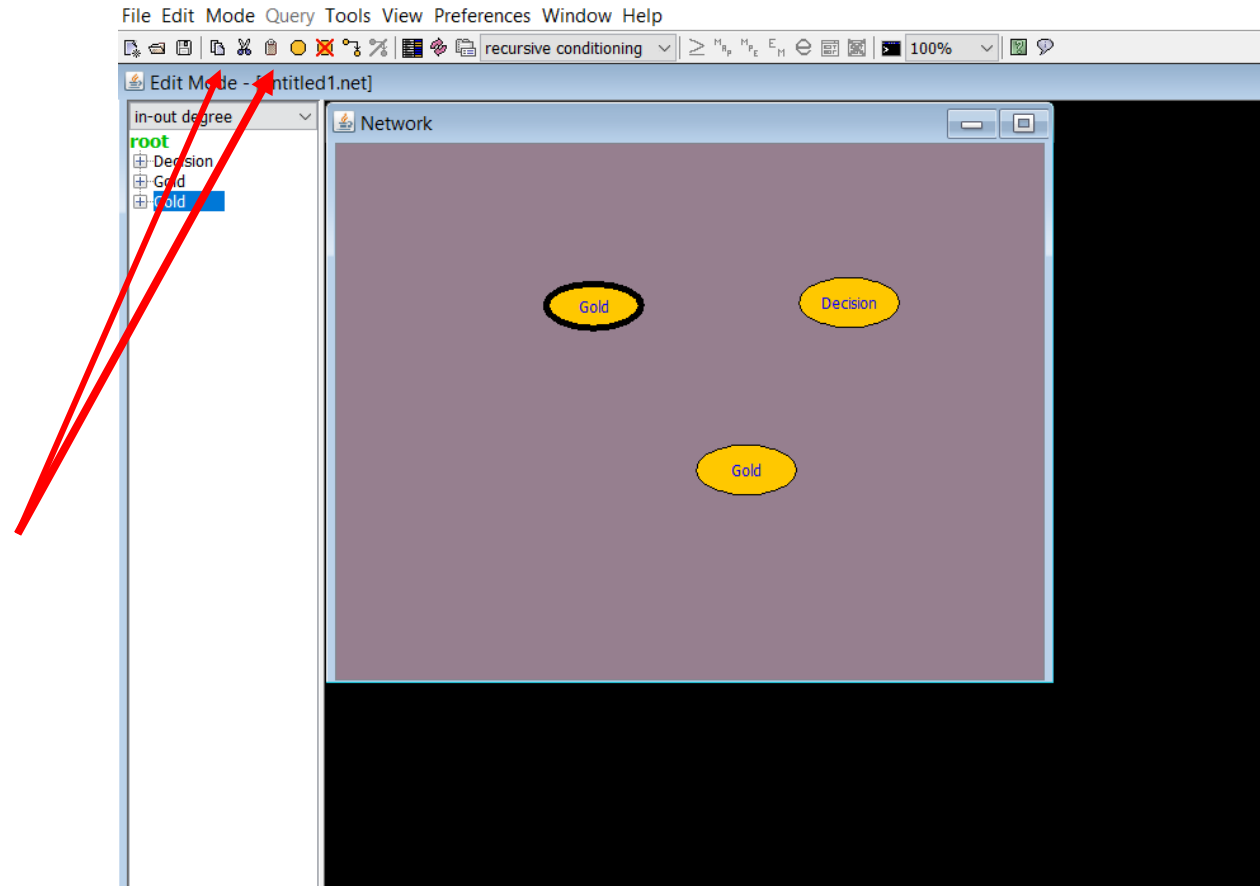 File Edit Mode Query Tools View Preferences Window Help
recursive conditioning 100%
Edit Mode - [untitled1.net]
in-out degree
Network
root
Decision
Gold
Gold
Gold
Decision
Gold